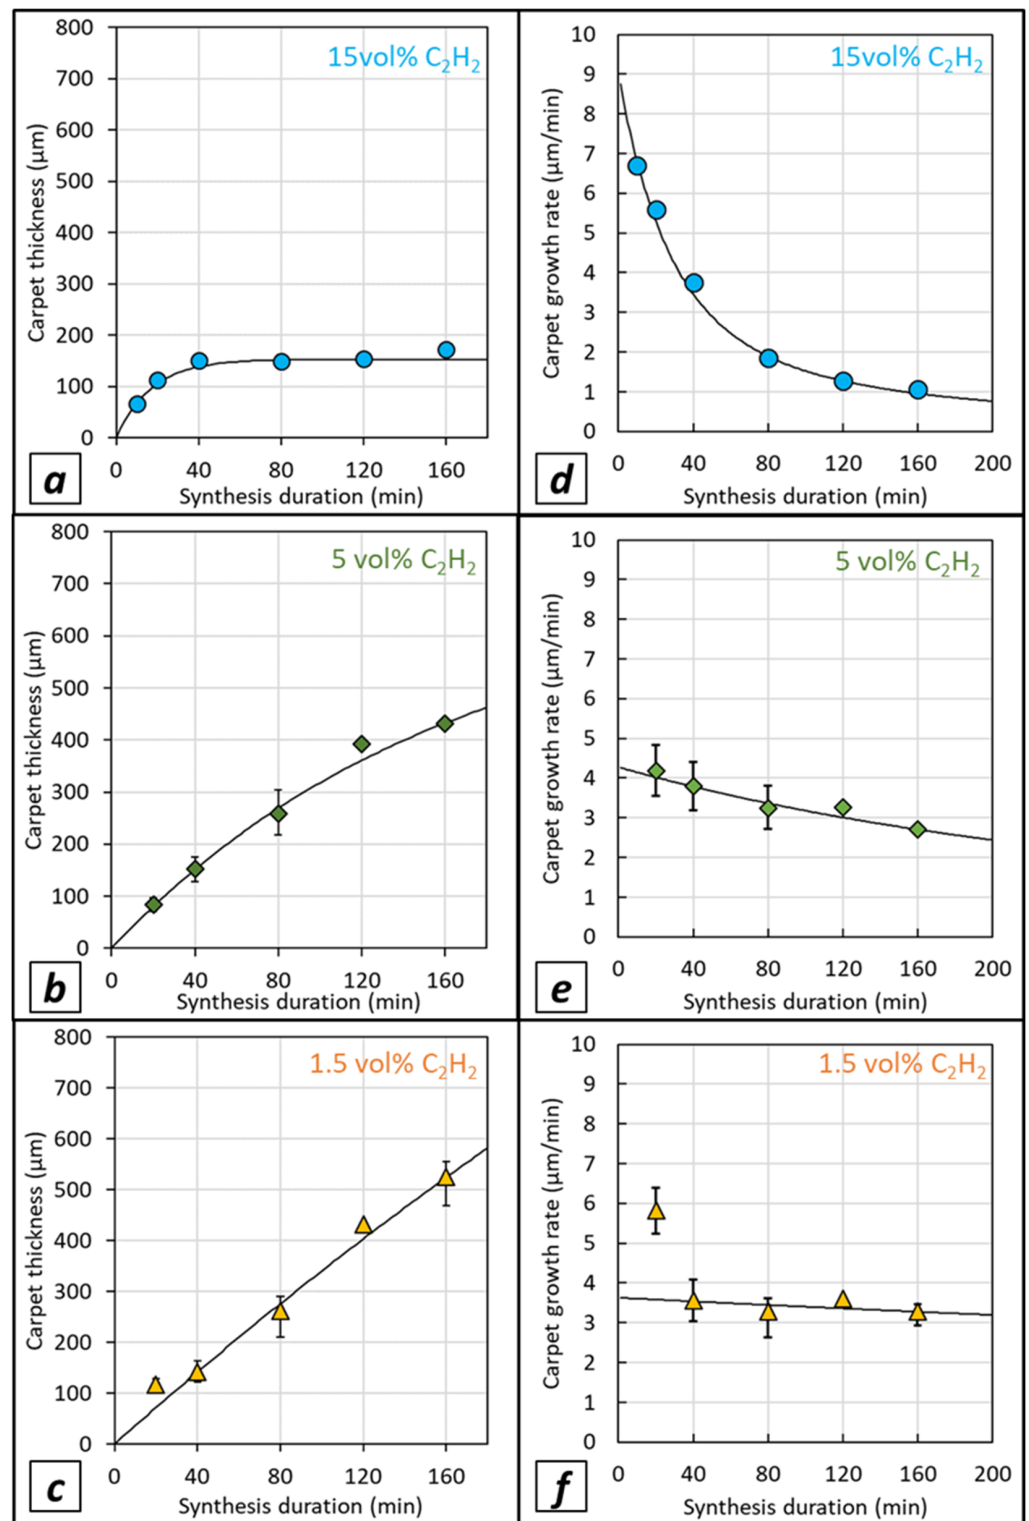 15vol% C₂H₂
Carpet thickness (µm)
800
700
600
500
400
300
200
100
0
0 40 80 120 160
Synthesis duration (min)
a
15vol% C₂H₂
Carpet growth rate (µm/min)
10
9
8
7
6
5
4
3
2
1
0
0 40 80 120 160 200
Synthesis duration (min)
d
5 vol% C₂H₂
Carpet thickness (µm)
800
700
600
500
400
300
200
100
0
0 40 80 120 160
Synthesis duration (min)
b
5 vol% C₂H₂
Carpet growth rate (µm/min)
10
9
8
7
6
5
4
3
2
1
0
0 40 80 120 160 200
Synthesis duration (min)
e
1.5 vol% C₂H₂
Carpet thickness (µm)
800
700
600
500
400
300
200
100
0
0 40 80 120 160
Synthesis duration (min)
c
1.5 vol% C₂H₂
Carpet growth rate (µm/min)
10
9
8
7
6
5
4
3
2
1
0
0 40 80 120 160 200
Synthesis duration (min)
f